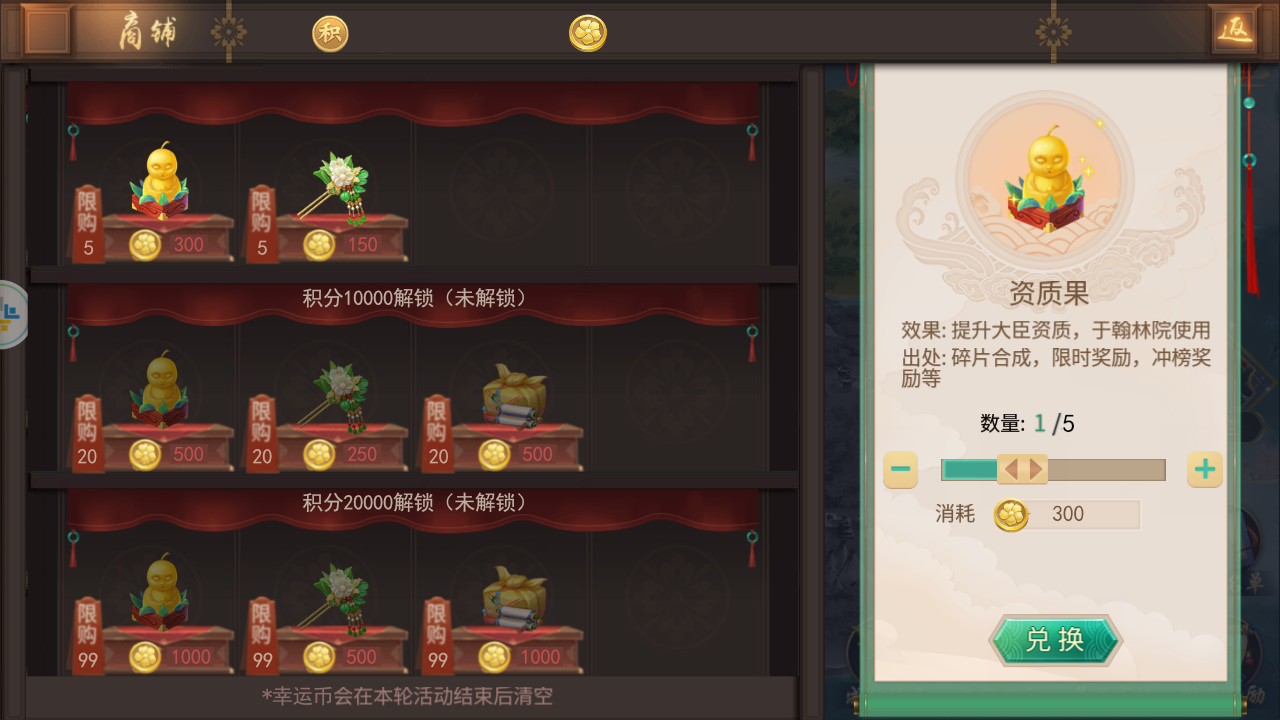 商铺
积
返
限购
5
300
限购
5
150
积分10000解锁（未解锁）
限购
20
500
限购
20
250
限购
20
500
积分20000解锁（未解锁）
限购
99
1000
限购
99
500
限购
99
1000
*幸运币会在本轮活动结束后清空
资质果
效果: 提升大臣资质，于翰林院使用
出处: 碎片合成，限时奖励，冲榜奖
励等
数量: 1 /5
消耗 300
兑换
单
励